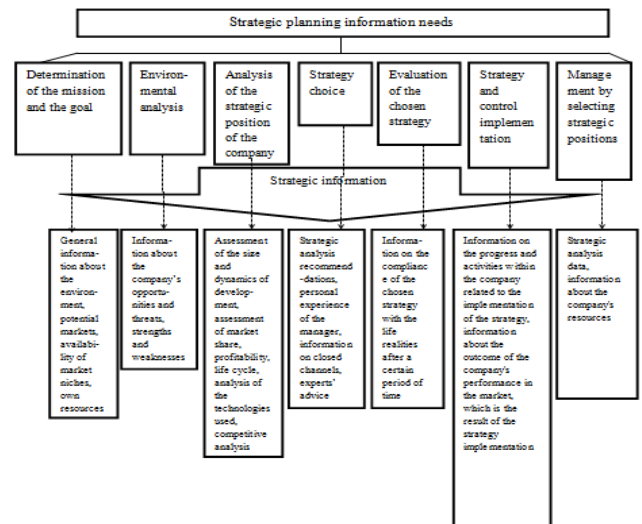 Strategic planning information needs
Determination
of the mission
and the goal
Environ-
mental
analysis
Analysis
of the
strategic
position
of the
company
Strategy
choice
Evaluation
of the
chosen
strategy
Strategy
and
control
implemen
tation
Manage
ment by
selecting
strategic
positions
Strategic information
General
informa-
tion about
the
environ-
ment,
potential
markets,
availabi-
lity of
market
niches,
own
resources
Informa-
tion about
the
company's
opportu-
nities and
threats,
strengths
and
weaknesses
Assessment
of the size
and
dynamics of
develop-
ment,
assessment
of market
share,
profitability,
life cycle,
analysis of
the
technologies
used,
competitive
analysis
Strategic
analysis
recommend
-dations,
personal
experience
of the
manager,
information
on closed
channels,
experts'
advice
Informa-
tion on the
complianc
e of the
chosen
strategy
with the
life
realities
after a
certain
period of
time
Information on
the progress and
activities within
the company
related to the
implementation
of the strategy,
information
about the
outcome of the
company's
performance in
the market,
which is the
result of the
strategy
implementation
Strategic
analysis
data,
information
about the
company's
resources